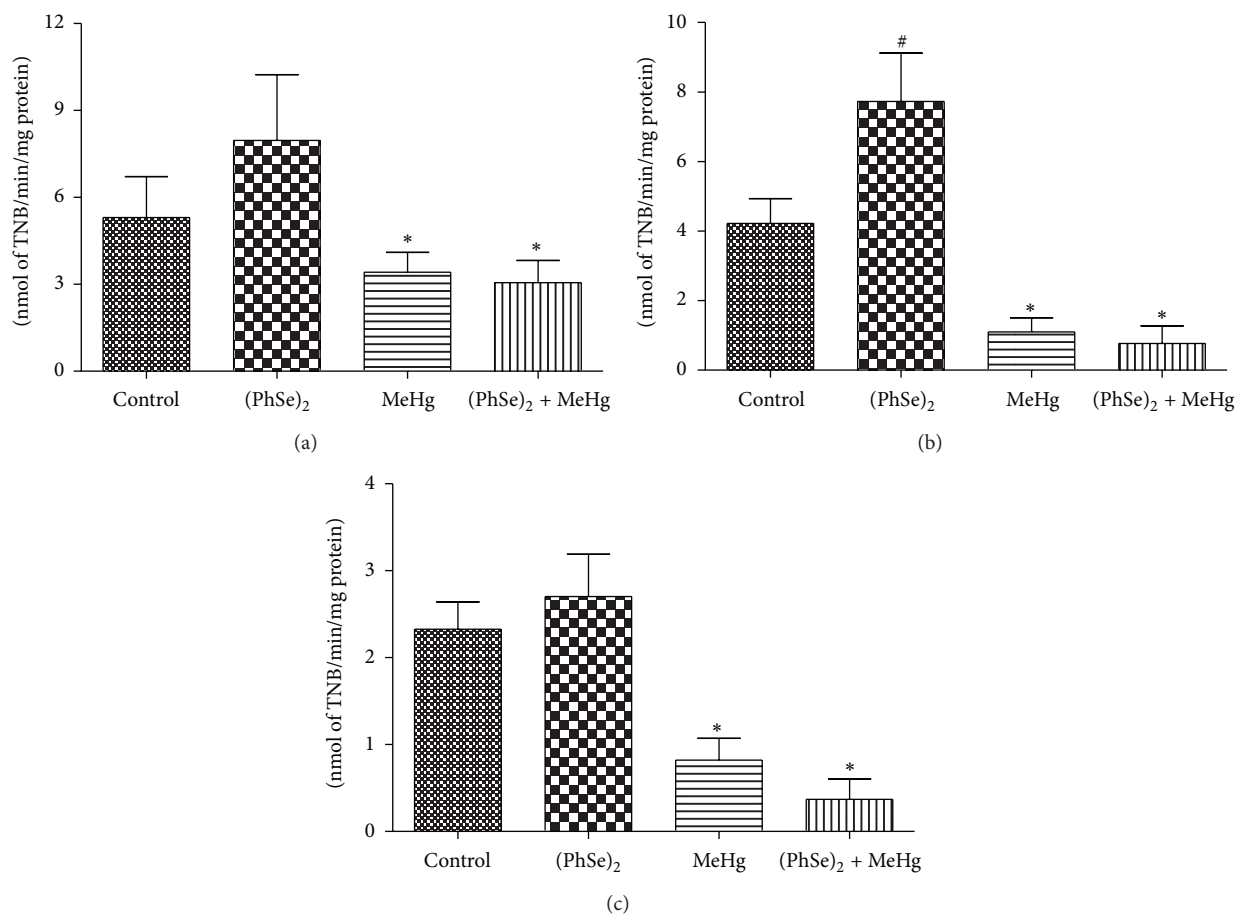 12
9
6
3
0
(nmol of TNB/min/mg protein)
*
*
Control
(PhSe)₂
MeHg
(PhSe)₂ + MeHg
(a)
10
8
6
4
2
0
(nmol of TNB/min/mg protein)
#
*
*
Control
(PhSe)₂
MeHg
(PhSe)₂ + MeHg
(b)
4
3
2
1
0
(nmol of TNB/min/mg protein)
*
*
Control
(PhSe)₂
MeHg
(PhSe)₂ + MeHg
(c)